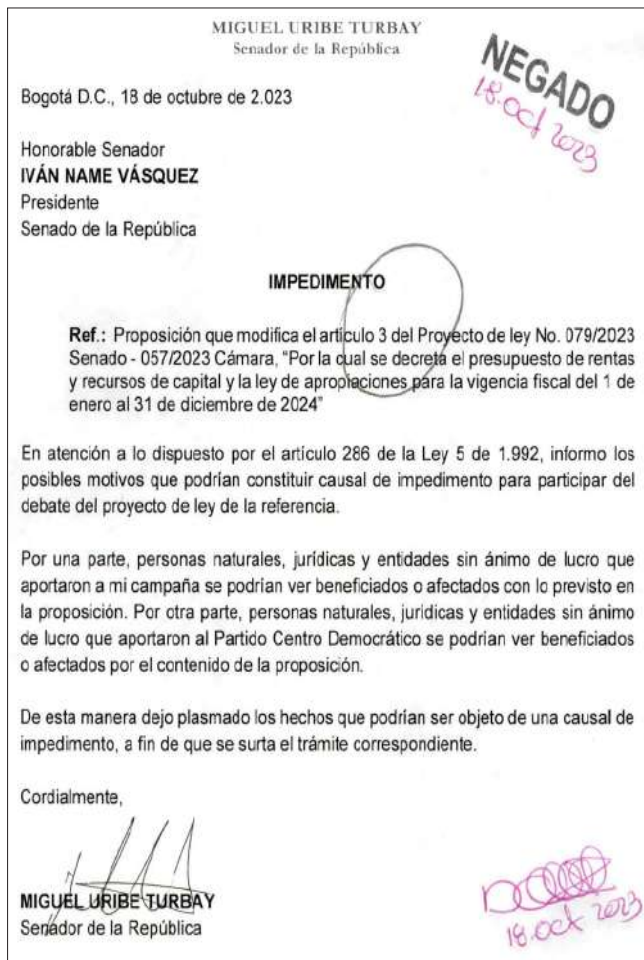 MIGUEL URIBE TURBAY
Senador de la República
NEGADO
18.oct 2023
Bogotá D.C., 18 de octubre de 2.023
Honorable Senador
IVÁN NAME VÁSQUEZ
Presidente
Senado de la República
IMPEDIMENTO
Ref.: Proposición que modifica el artículo 3 del Proyecto de ley No. 079/2023
Senado - 057/2023 Cámara, “Por la cual se decreta el presupuesto de rentas
y recursos de capital y la ley de apropiaciones para la vigencia fiscal del 1 de
enero al 31 de diciembre de 2024”
En atención a lo dispuesto por el artículo 286 de la Ley 5 de 1.992, informo los
posibles motivos que podrían constituir causal de impedimento para participar del
debate del proyecto de ley de la referencia.
Por una parte, personas naturales, jurídicas y entidades sin ánimo de lucro que
aportaron a mi campaña se podrían ver beneficiados o afectados con lo previsto en
la proposición. Por otra parte, personas naturales, jurídicas y entidades sin ánimo
de lucro que aportaron al Partido Centro Democrático se podrían ver beneficiados
o afectados por el contenido de la proposición.
De esta manera dejo plasmado los hechos que podrían ser objeto de una causal de
impedimento, a fin de que se surta el trámite correspondiente.
Cordialmente,
MIGUEL URIBE TURBAY
Senador de la República
18.oct 2023